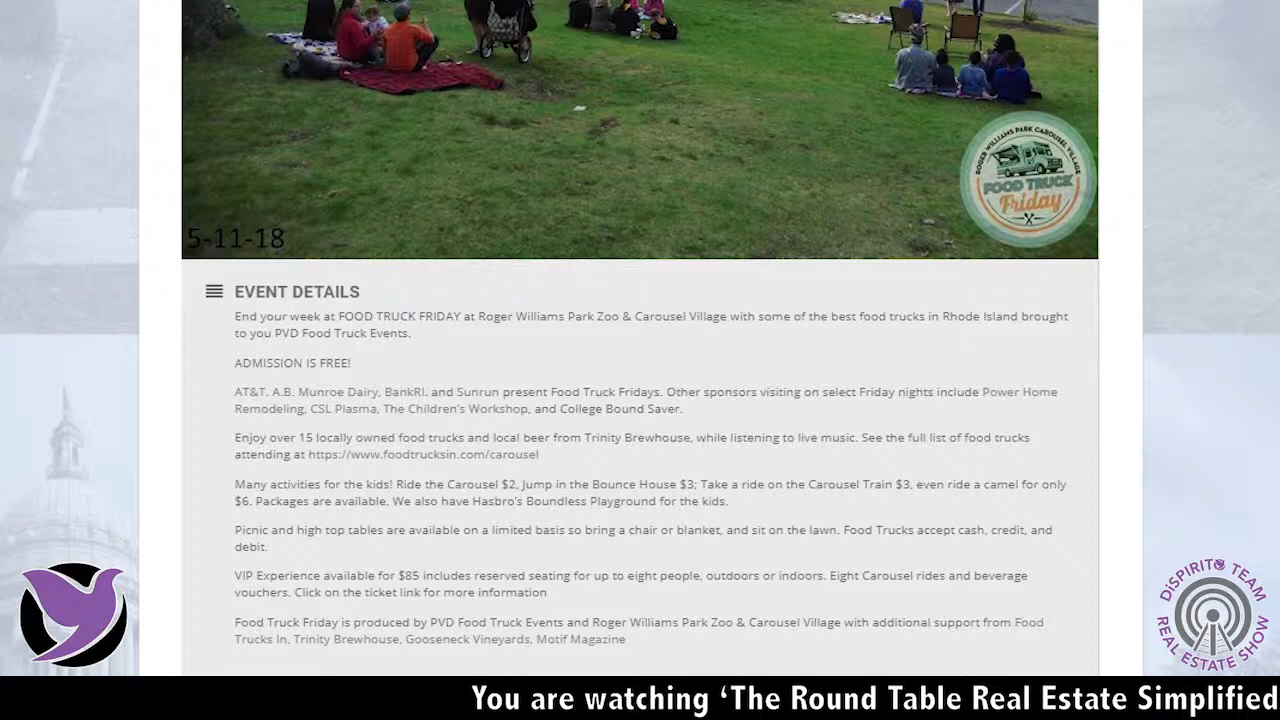 ROGER WILLIAMS PARK CAROUSEL VILLAGE
FOOD TRUCK
Friday
5-11-18
EVENT DETAILS
End your week at FOOD TRUCK FRIDAY at Roger Williams Park Zoo & Carousel Village with some of the best food trucks in Rhode Island brought
to you PVD Food Truck Events.
ADMISSION IS FREE!
AT&T. A.B. Munroe Dairy, BankRI. and Sunrun present Food Truck Fridays. Other sponsors visiting on select Friday nights include Power Home
Remodeling, CSL Plasma, The Children's Workshop, and College Bound Saver.
Enjoy over 15 locally owned food trucks and local beer from Trinity Brewhouse, while listening to live music. See the full list of food trucks
attending at https://www.foodtrucksin.com/carousel
Many activities for the kids! Ride the Carousel $2, Jump in the Bounce House $3; Take a ride on the Carousel Train $3, even ride a camel for only
$6. Packages are available. We also have Hasbro's Boundless Playground for the kids.
Picnic and high top tables are available on a limited basis so bring a chair or blanket, and sit on the lawn. Food Trucks accept cash, credit, and
debit.
VIP Experience available for $85 includes reserved seating for up to eight people, outdoors or indoors. Eight Carousel rides and beverage
vouchers. Click on the ticket link for more information
Food Truck Friday is produced by PVD Food Truck Events and Roger Williams Park Zoo & Carousel Village with additional support from Food
Trucks In. Trinity Brewhouse, Gooseneck Vineyards, Motif Magazine
DiSPIRITO TEAM
REAL ESTATE SHOW
You are watching ‘The Round Table Real Estate Simplified